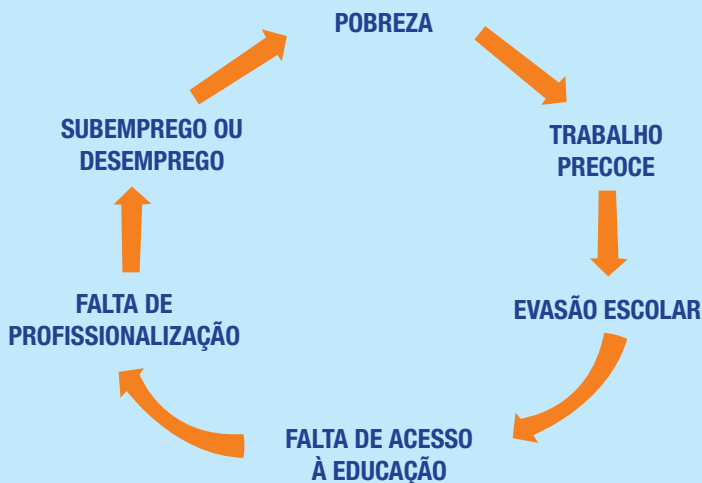 POBREZA
TRABALHO
PRECOCE
EVASÃO ESCOLAR
FALTA DE ACESSO
À EDUCAÇÃO
FALTA DE
PROFISSIONALIZAÇÃO
SUBEMPREGO OU
DESEMPREGO